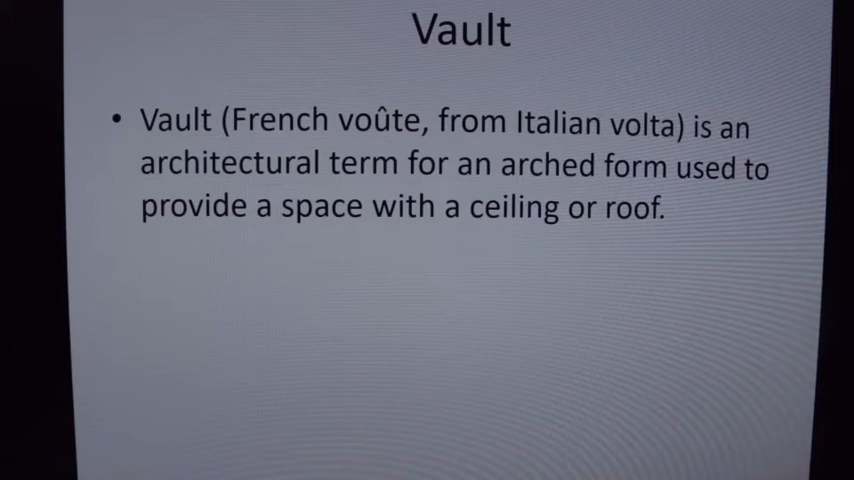 Vault
• Vault (French voûte, from Italian volta) is an
architectural term for an arched form used to
provide a space with a ceiling or roof.